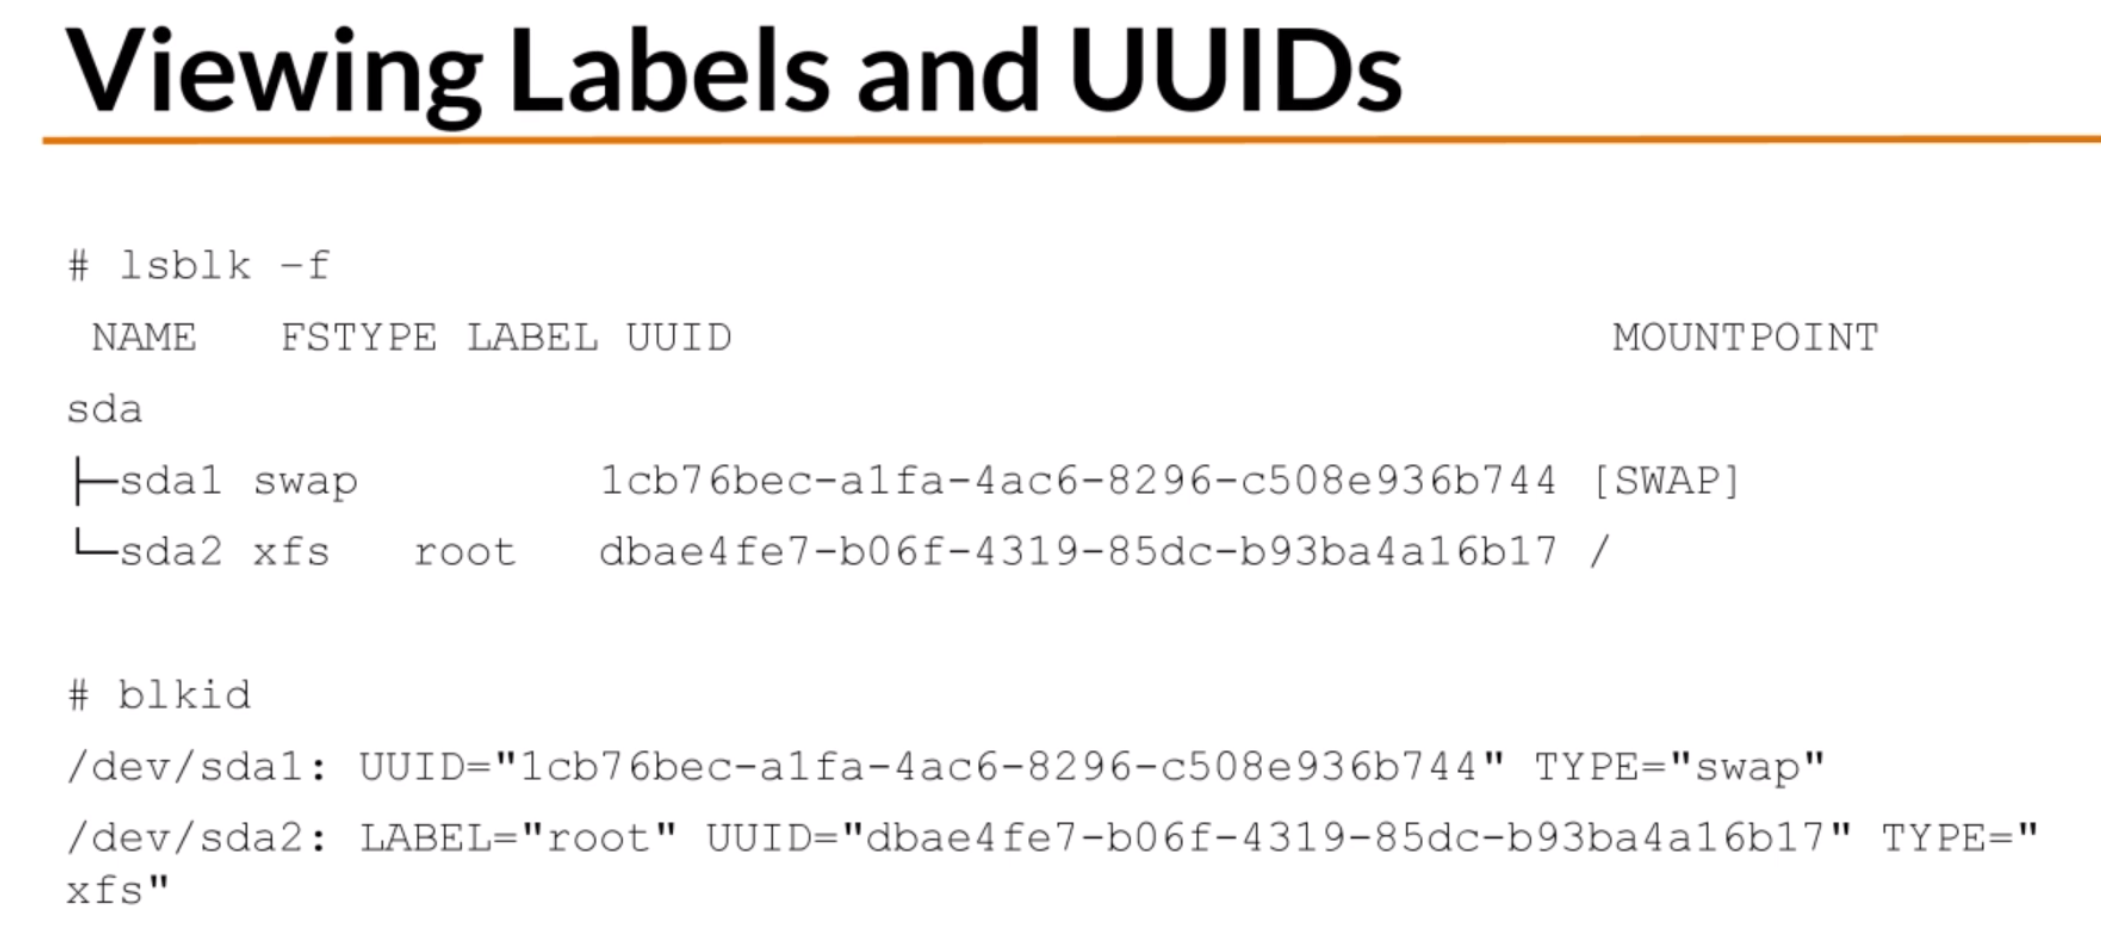 Viewing Labels and UUIDs
# lsblk -f
NAME FSTYPE LABEL UUID MOUNTPOINT
sda
├─sda1 swap 1cb76bec-a1fa-4ac6-8296-c508e936b744 [SWAP]
└─sda2 xfs root dbae4fe7-b06f-4319-85dc-b93ba4a16b17 /
# blkid
/dev/sda1: UUID="1cb76bec-a1fa-4ac6-8296-c508e936b744" TYPE="swap"
/dev/sda2: LABEL="root" UUID="dbae4fe7-b06f-4319-85dc-b93ba4a16b17" TYPE="
xfs"